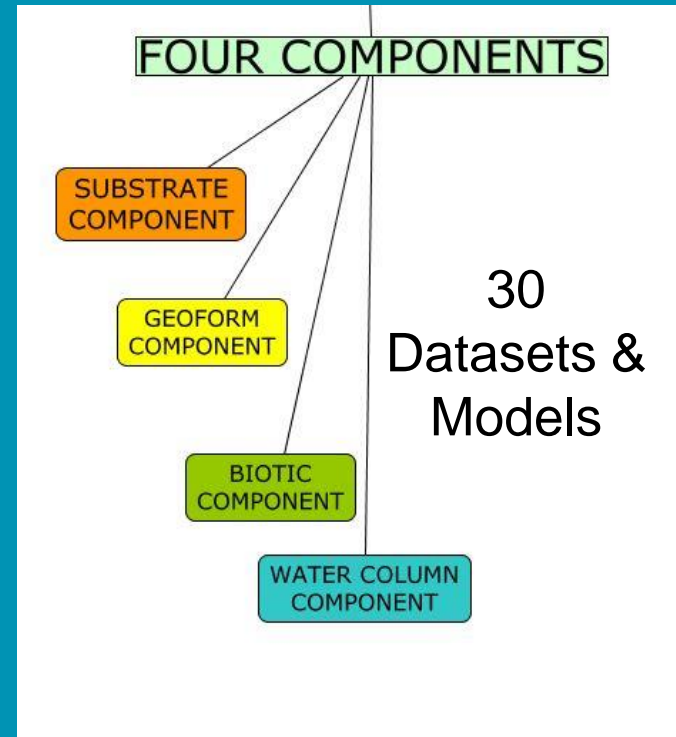 FOUR COMPONENTS
SUBSTRATE
COMPONENT
GEOFORM
COMPONENT
30
Datasets &
Models
BIOTIC
COMPONENT
WATER COLUMN
COMPONENT